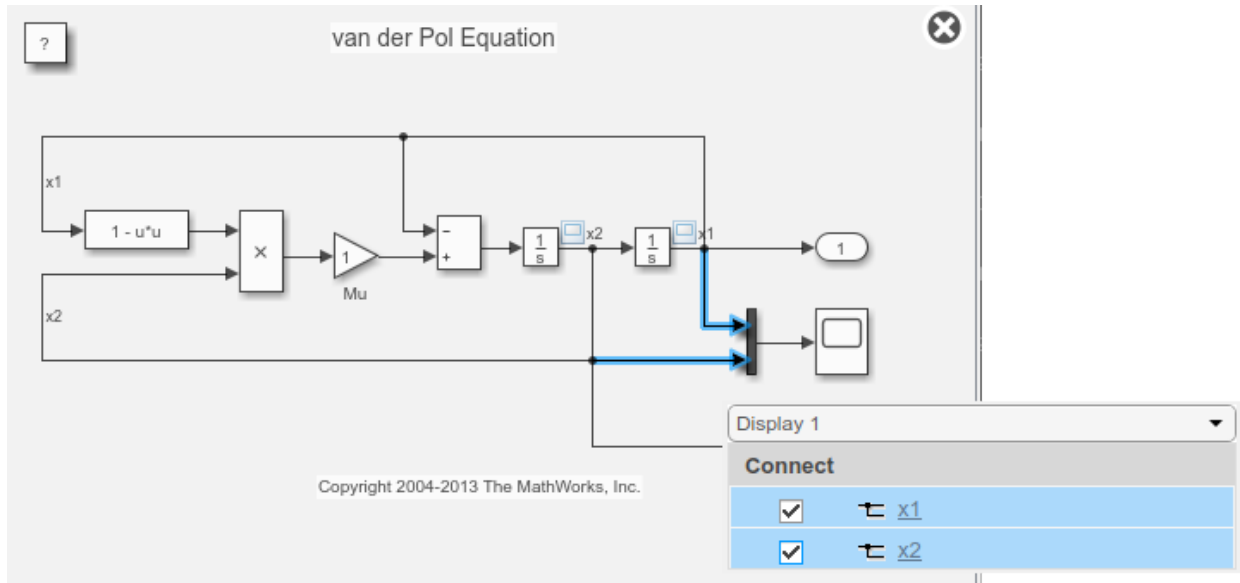 ?
van der Pol Equation
x1
1 - u*u
×
1
Mu
−
+
1
s
x2
1
s
x1
1
x2
Display 1
Connect
x1
x2
Copyright 2004-2013 The MathWorks, Inc.